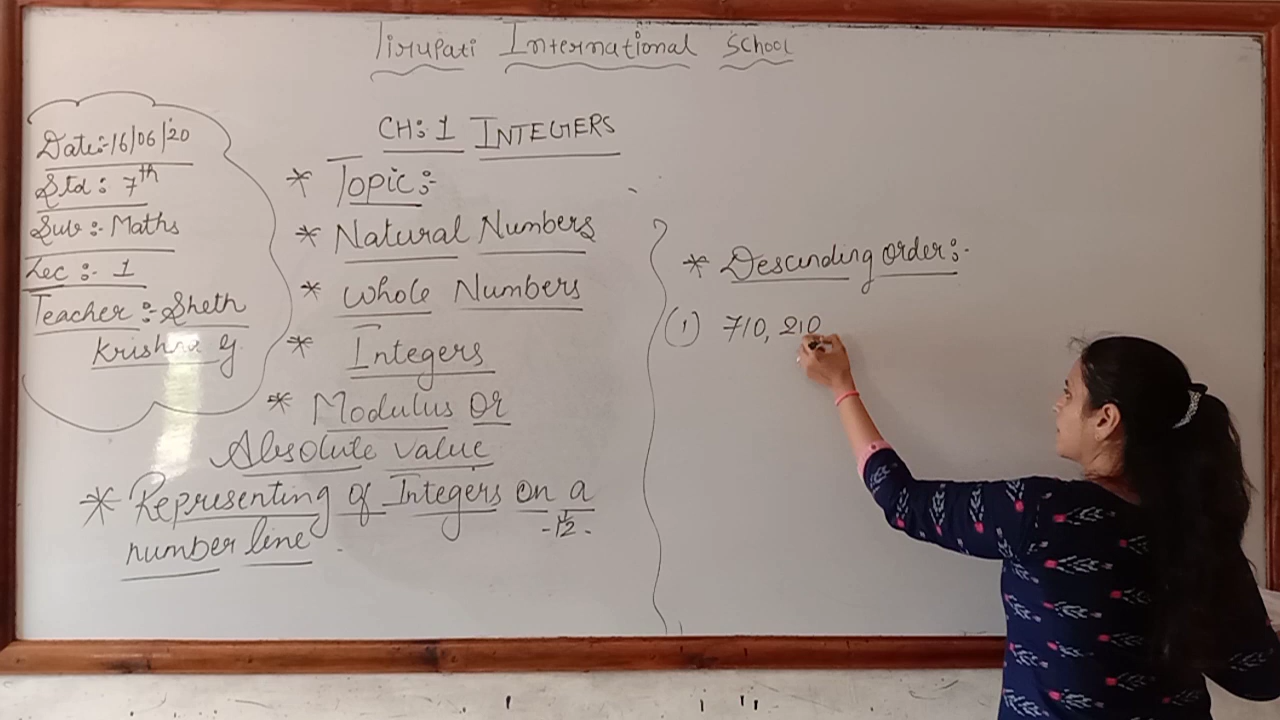 Tirupati International School
Date:-16/06/20
Std : 7th
Sub :- Maths
Lec :- 1
Teacher :- Sheth
Krishna G
CH: 1 INTEGERS
* Topic :-
* Natural Numbers
* Whole Numbers
* Integers
* Modulus Or
Absolute value
* Representing of Integers on a
number line
-12-
* Descending Order :-
(1) 710, 210